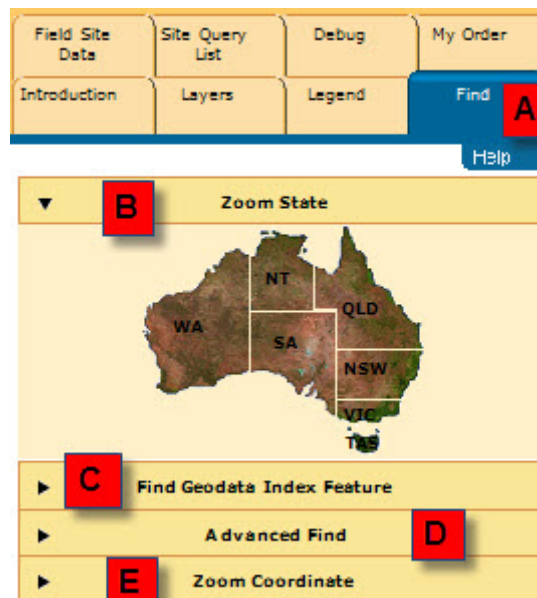 Field Site Data
Site Query List
Debug
My Order
Introduction
Layers
Legend
Find
A
Help
B
Zoom State
NT
QLD
WA
SA
NSW
VIC
TAS
C
Find Geodata Index Feature
Advanced Find
D
E
Zoom Coordinate